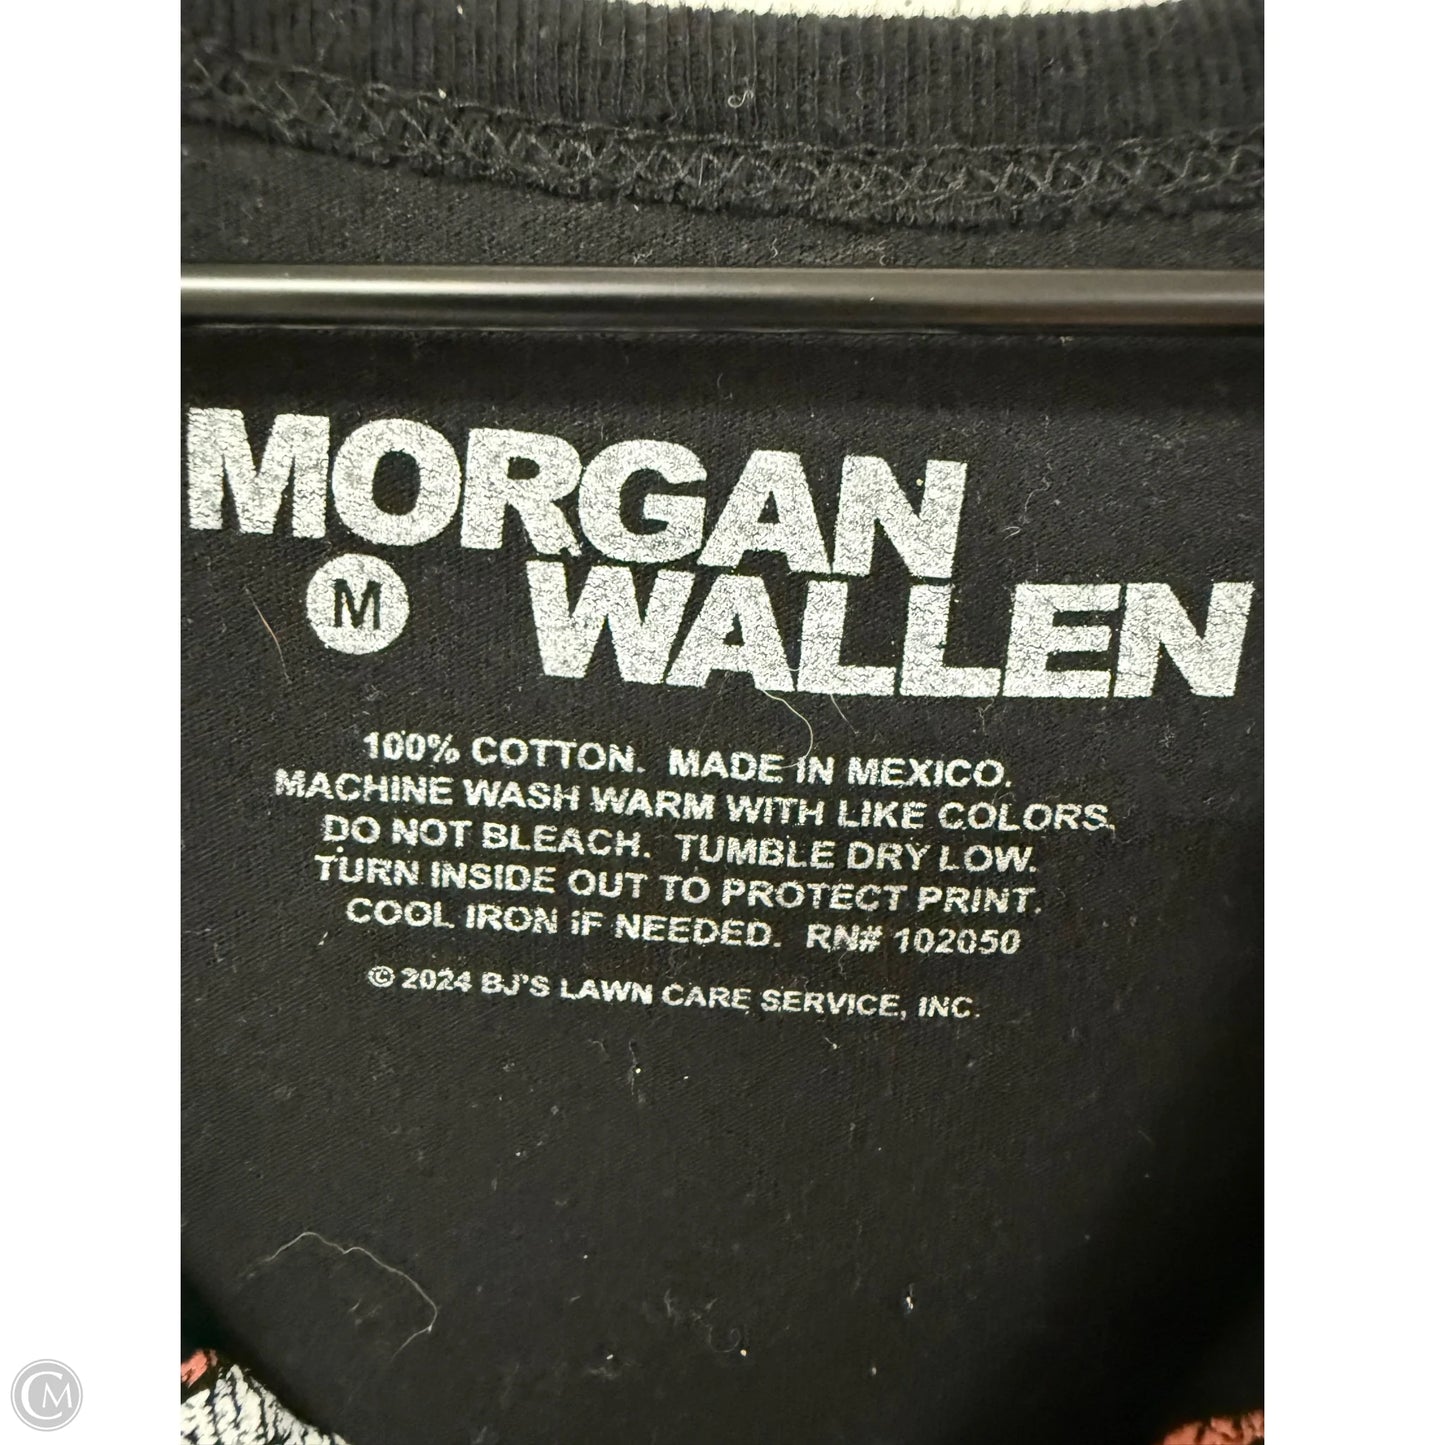 MORGAN
WALLEN
M
100% COTTON. MADE IN MEXICO.
MACHINE WASH WARM WITH LIKE COLORS,
DO NOT BLEACH. TUMBLE DRY LOW.
TURN INSIDE OUT TO PROTECT PRINT.
COOL IRON IF NEEDED. RN# 102050
© 2024 BJ'S LAWN CARE SERVICE, INC.
CM